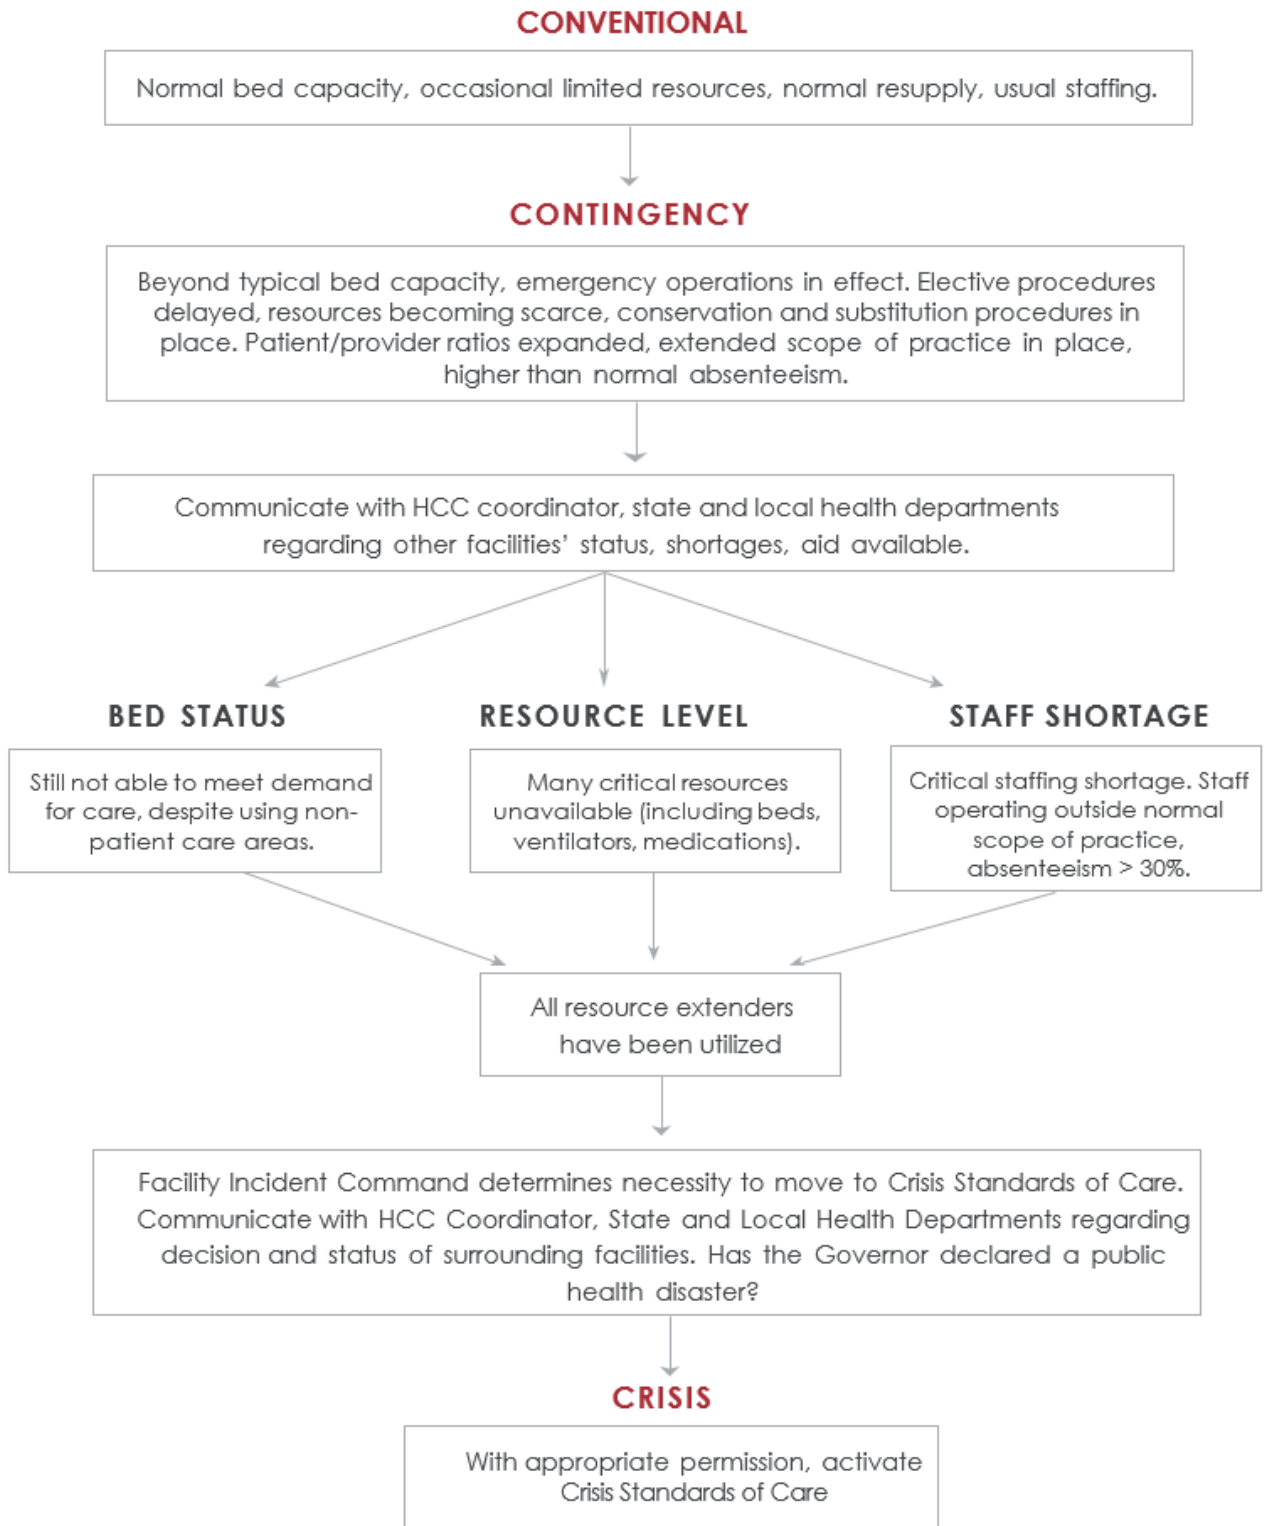 CONVENTIONAL
Normal bed capacity, occasional limited resources, normal resupply, usual staffing.
CONTINGENCY
Beyond typical bed capacity, emergency operations in effect. Elective procedures
delayed, resources becoming scarce, conservation and substitution procedures in
place. Patient/provider ratios expanded, extended scope of practice in place,
higher than normal absenteeism.
Communicate with HCC coordinator, state and local health departments
regarding other facilities' status, shortages, aid available.
BED STATUS
Still not able to meet demand
for care, despite using non-
patient care areas.
RESOURCE LEVEL
Many critical resources
unavailable (including beds,
ventilators, medications).
STAFF SHORTAGE
Critical staffing shortage. Staff
operating outside normal
scope of practice,
absenteeism > 30%.
All resource extenders
have been utilized
Facility Incident Command determines necessity to move to Crisis Standards of Care.
Communicate with HCC Coordinator, State and Local Health Departments regarding
decision and status of surrounding facilities. Has the Governor declared a public
health disaster?
CRISIS
With appropriate permission, activate
Crisis Standards of Care